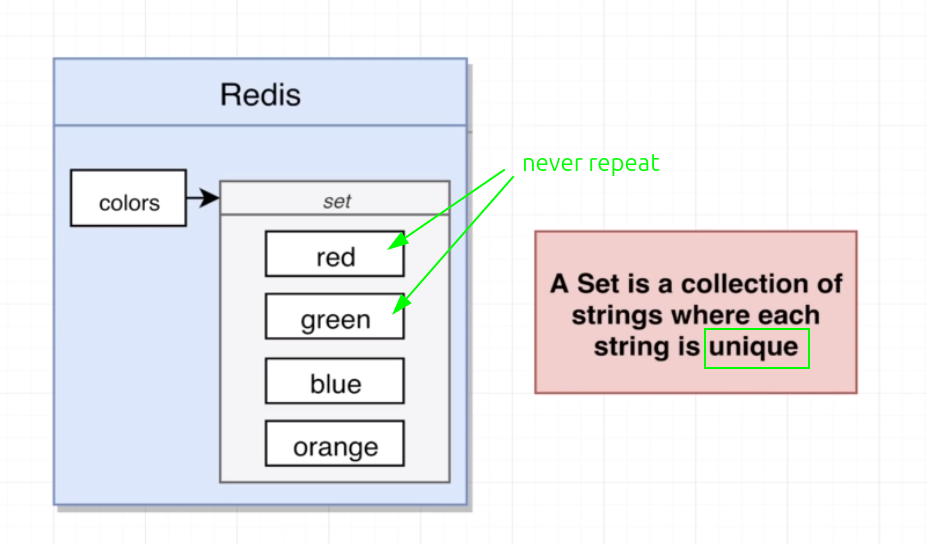 Redis
never repeat
colors
set
red
green
blue
orange
A Set is a collection of
strings where each
string is unique